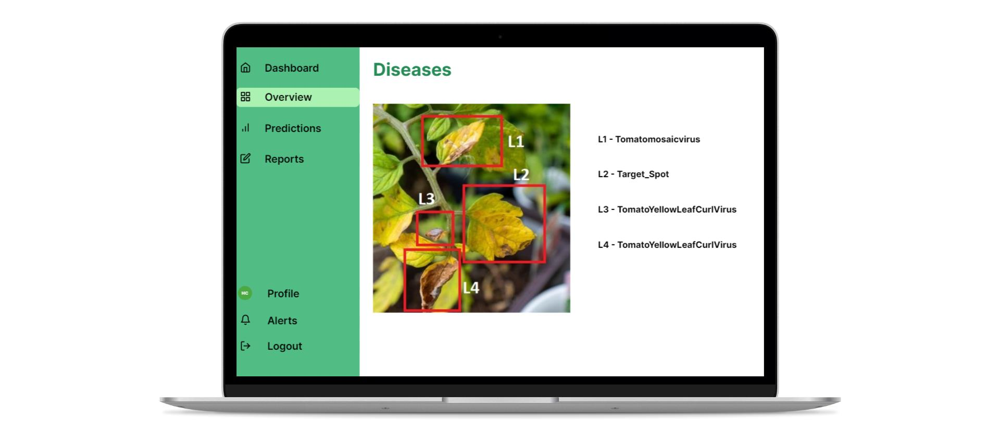 Dashboard
Overview
Predictions
Reports
HC Profile
Alerts
Logout
Diseases
L1
L2
L3
L4
L1 - Tomatomosaicvirus
L2 - Target_Spot
L3 - TomatoYellowLeafCurlVirus
L4 - TomatoYellowLeafCurlVirus